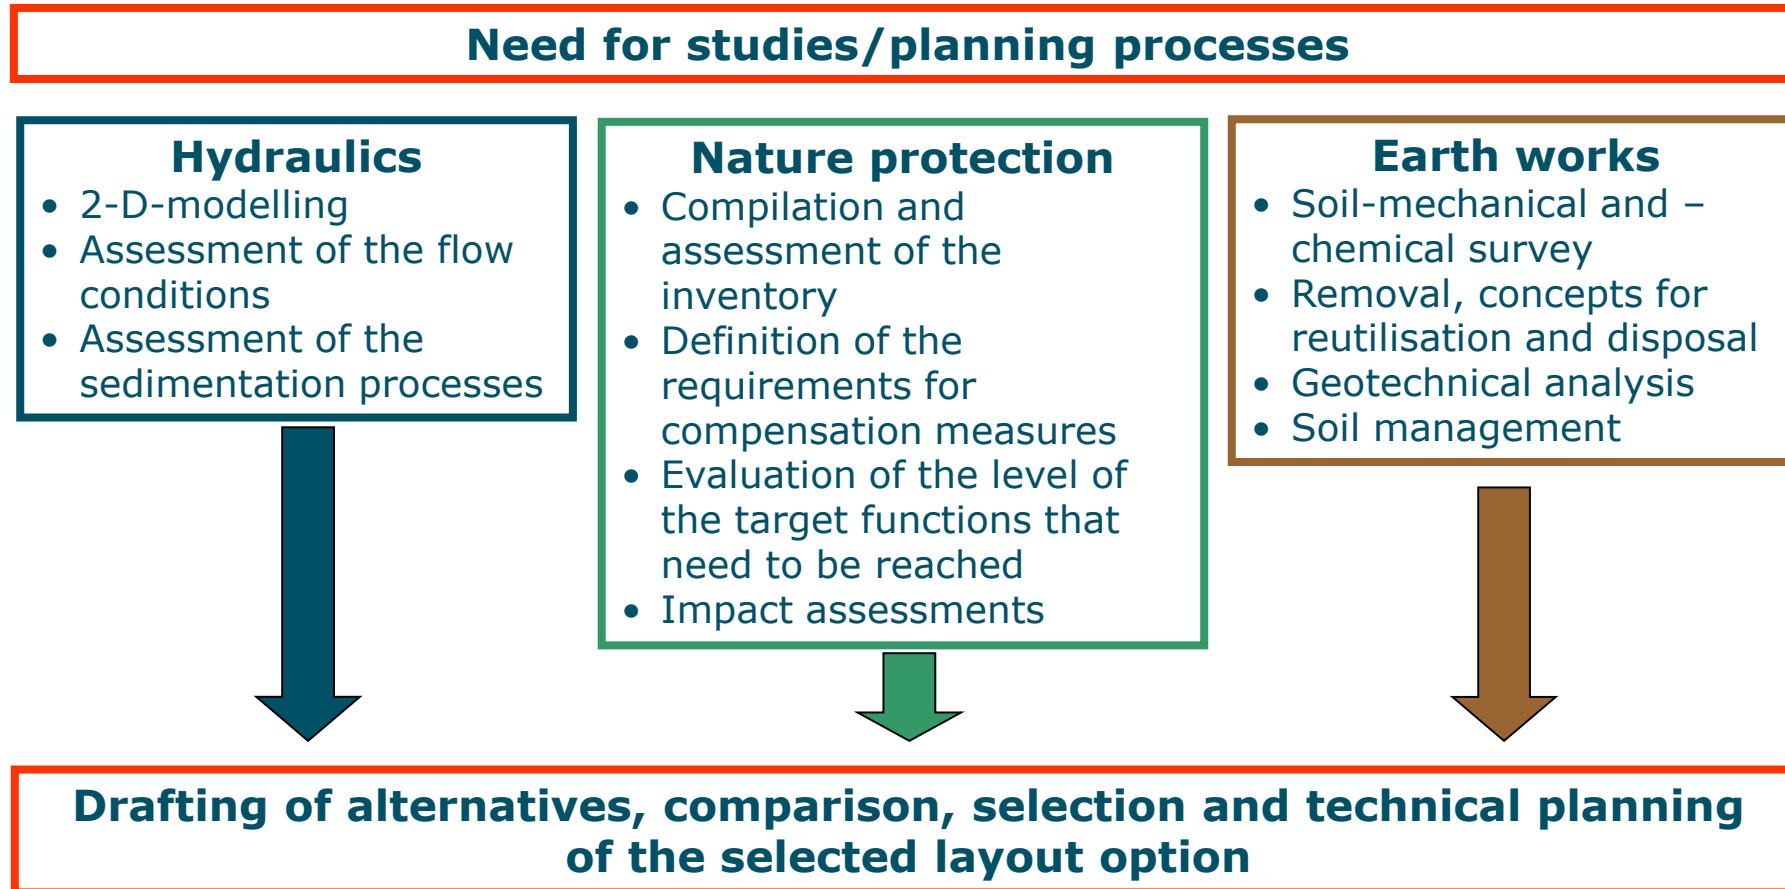 Need for studies/planning processes
Hydraulics
• 2-D-modelling
• Assessment of the flow
conditions
• Assessment of the
sedimentation processes
Nature protection
• Compilation and
assessment of the
inventory
• Definition of the
requirements for
compensation measures
• Evaluation of the level of
the target functions that
need to be reached
• Impact assessments
Earth works
• Soil-mechanical and –
chemical survey
• Removal, concepts for
reutilisation and disposal
• Geotechnical analysis
• Soil management
Drafting of alternatives, comparison, selection and technical planning
of the selected layout option